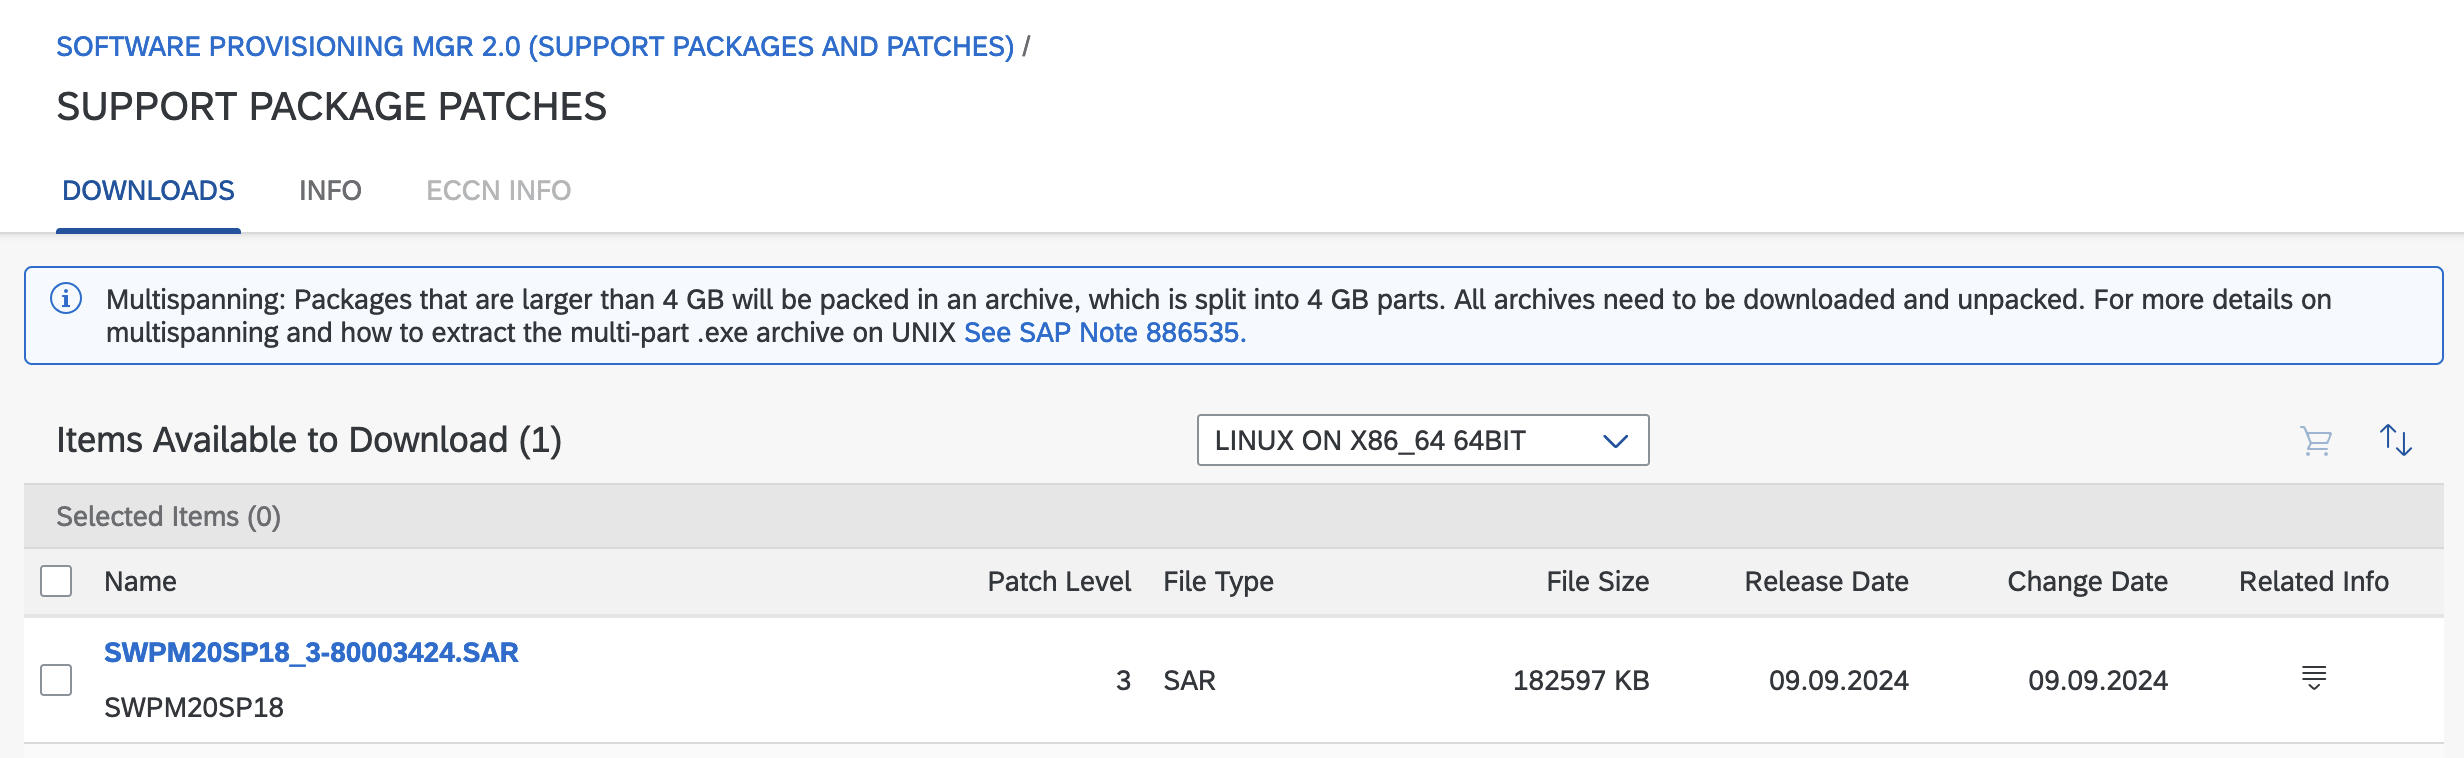 SOFTWARE PROVISIONING MGR 2.0 (SUPPORT PACKAGES AND PATCHES) /
SUPPORT PACKAGE PATCHES
DOWNLOADS INFO ECCN INFO
Multispanning: Packages that are larger than 4 GB will be packed in an archive, which is split into 4 GB parts. All archives need to be downloaded and unpacked. For more details on
multispanning and how to extract the multi-part .exe archive on UNIX See SAP Note 886535.
Items Available to Download (1) LINUX ON X86_64 64BIT
Selected Items (0)
Name Patch Level File Type File Size Release Date Change Date Related Info
SWPM20SP18_3-80003424.SAR
3 SAR 182597 KB 09.09.2024 09.09.2024
SWPM20SP18